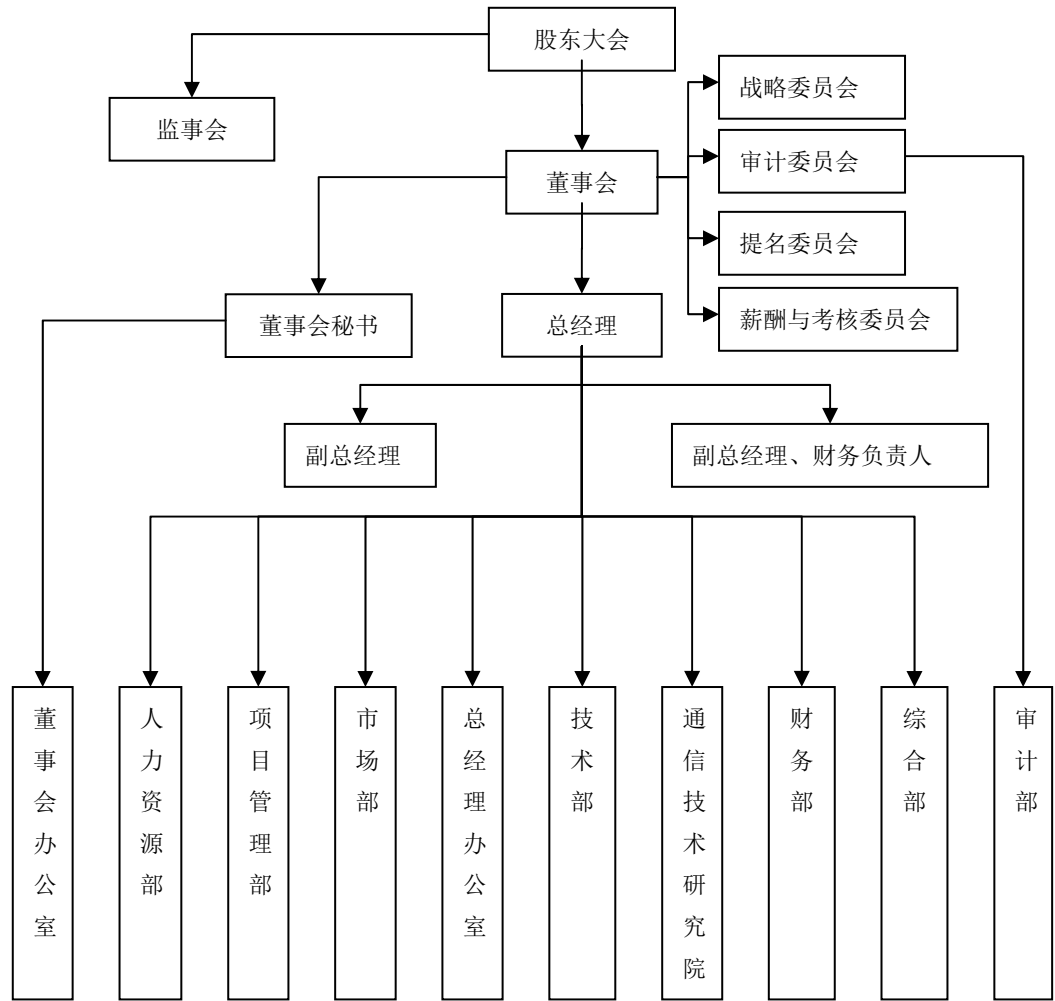 股东大会
战略委员会
监事会
审计委员会
董事会
提名委员会
董事会秘书
总经理
薪酬与考核委员会
副总经理
副总经理、财务负责人
董事会办公室
人力资源部
项目管理部
市场部
总经理办公室
技术部
通信技术研究院
财务部
综合部
审计部